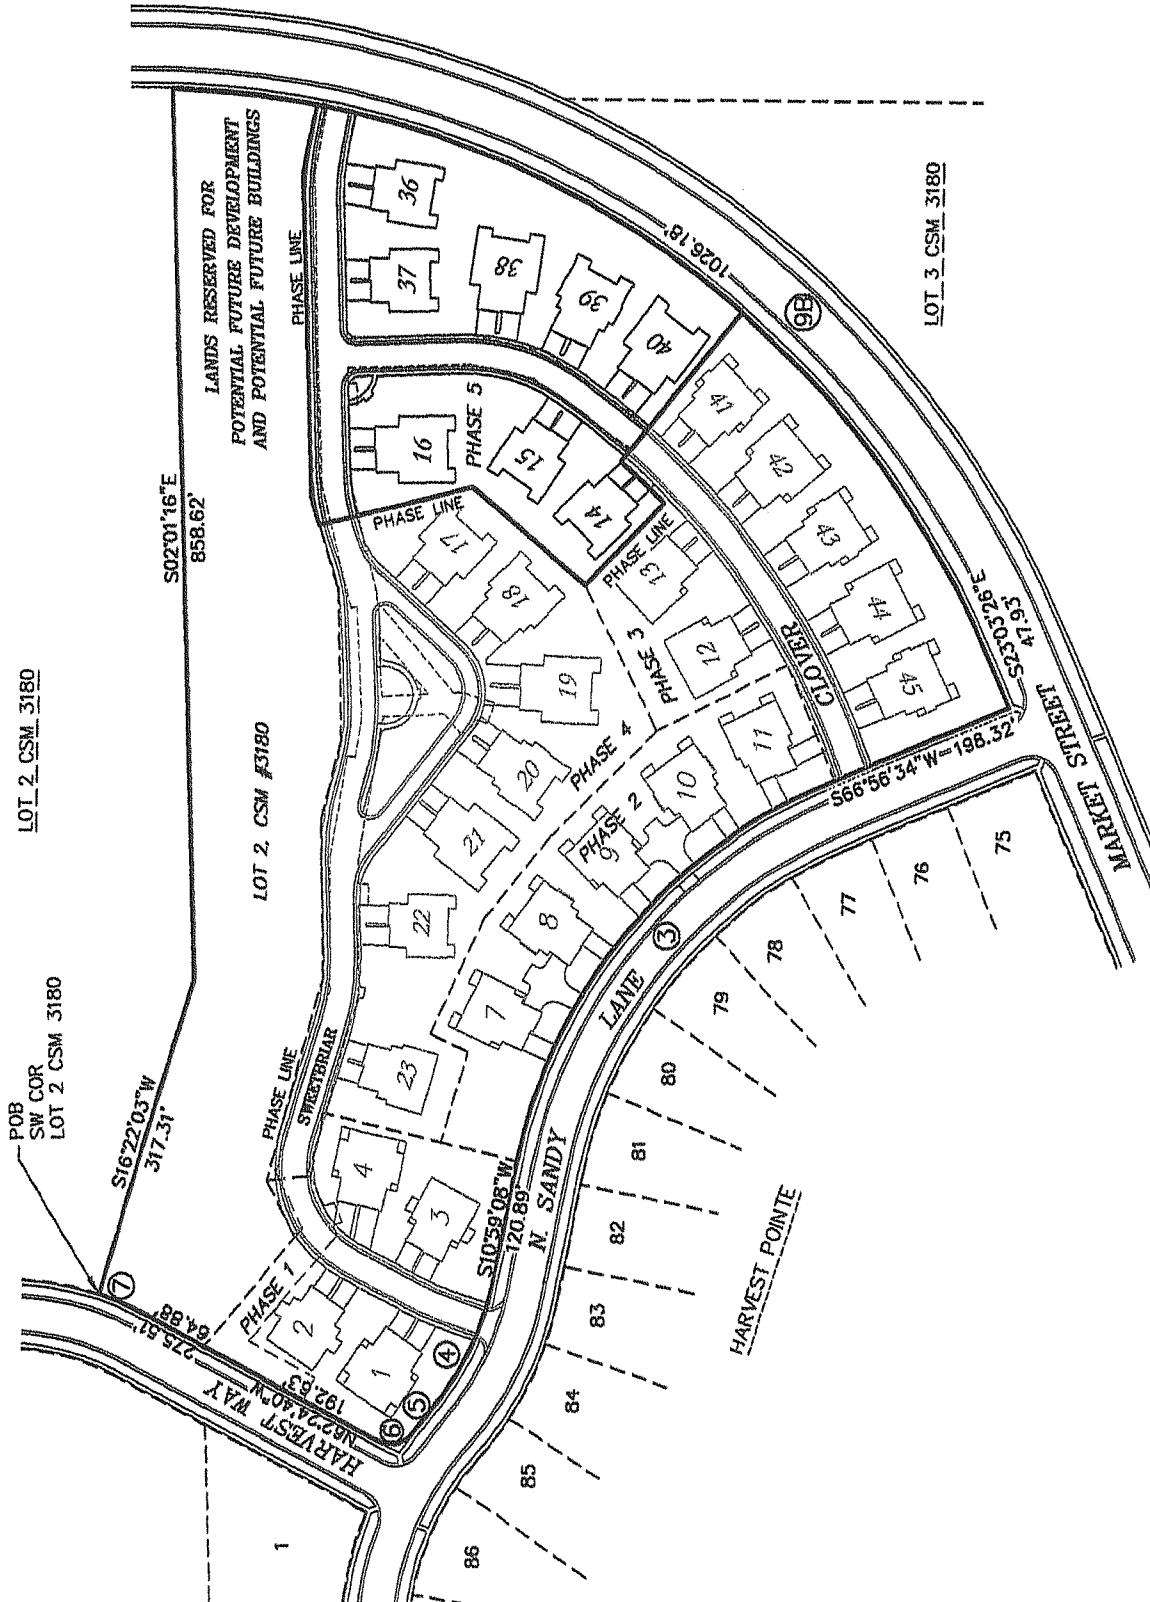 LOT 2 CSM 3180
POB
SW COR
LOT 2 CSM 3180
S16°22'03"W
317.31'
S02°01'16"E
858.62'
LOT 2, CSM #3180
LANDS RESERVED FOR
POTENTIAL FUTURE DEVELOPMENT
AND POTENTIAL FUTURE BUILDINGS
PHASE LINE
PHASE LINE
SWEETBRIAR
PHASE LINE
PHASE LINE
PHASE 1
PHASE 2
PHASE 3
PHASE 4
PHASE 5
1
2
3
4
7
8
9
10
11
12
13
14
15
16
17
18
19
20
21
22
23
36
37
38
39
40
41
42
43
44
45
CLOVER
1026.18'
9B
LOT 3 CSM 3180
S23°03'26"E
47.93'
S66°56'34"W 198.32'
MARKET STREET
MARKET STREET
N. SANDY
LANE
3
S10°59'08"W
120.89'
7
275.51'
64.88'
N62°24'40"W
192.63'
HARVEST WAY
4
5
6
HARVEST POINTE
75
76
77
78
79
80
81
82
83
84
85
86
1